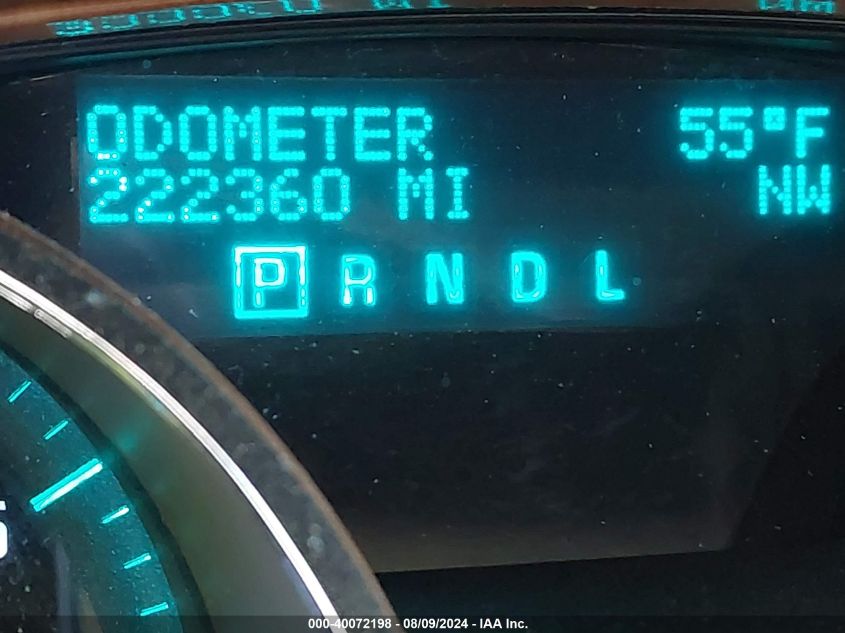 ODOMETER 55°F
222360 MI NW
P R N D L
000-40072198 - 08/09/2024 - IAA Inc.